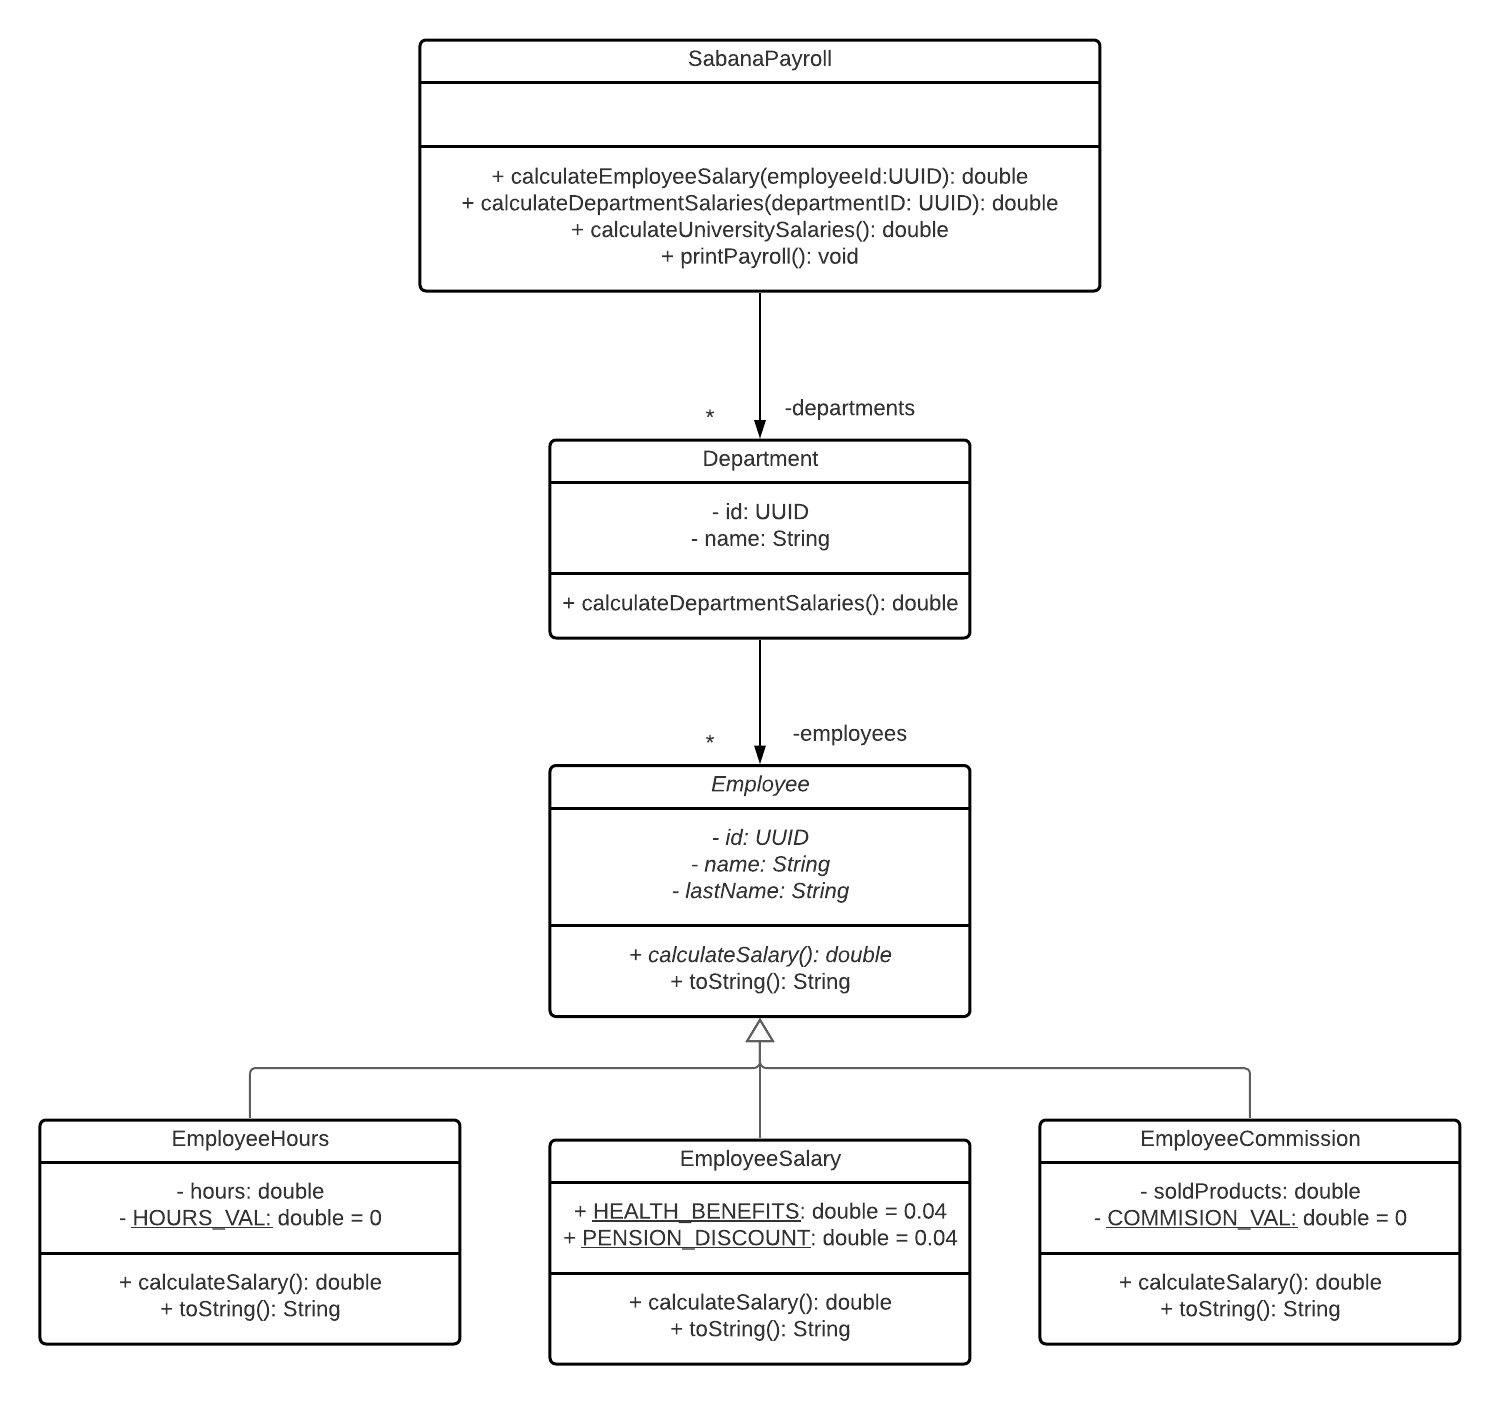 SabanaPayroll
+ calculateEmployeeSalary(employeeId:UUID): double
+ calculateDepartmentSalaries(departmentID: UUID): double
+ calculateUniversitySalaries(): double
+ printPayroll(): void
* -departments
Department
- id: UUID
- name: String
+ calculateDepartmentSalaries(): double
* -employees
Employee
- id: UUID
- name: String
- lastName: String
+ calculateSalary(): double
+ toString(): String
EmployeeHours
- hours: double
- HOURS_VAL: double = 0
+ calculateSalary(): double
+ toString(): String
EmployeeSalary
+ HEALTH_BENEFITS: double = 0.04
+ PENSION_DISCOUNT: double = 0.04
+ calculateSalary(): double
+ toString(): String
EmployeeCommission
- soldProducts: double
- COMMISION_VAL: double = 0
+ calculateSalary(): double
+ toString(): String